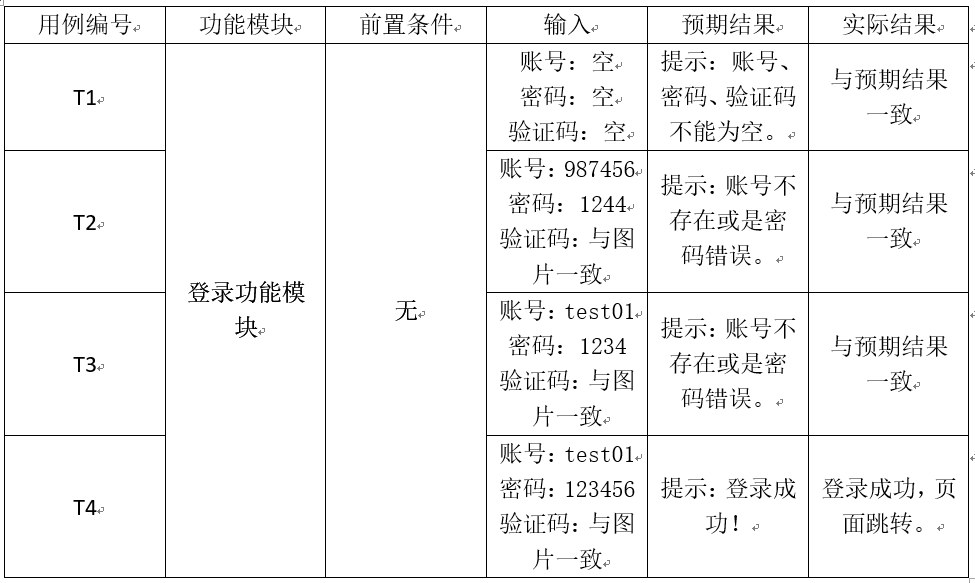 用例编号
功能模块
前置条件
输入
预期结果
实际结果
T1
登录功能模
块
无
账号：空
密码：空
验证码：空
提示：账号、
密码、验证码
不能为空。
与预期结果
一致
T2
账号：987456
密码：1244
验证码：与图
片一致
提示：账号不
存在或是密
码错误。
与预期结果
一致
T3
账号：test01
密码：1234
验证码：与图
片一致
提示：账号不
存在或是密
码错误。
与预期结果
一致
T4
账号：test01
密码：123456
验证码：与图
片一致
提示：登录成
功！
登录成功，页
面跳转。